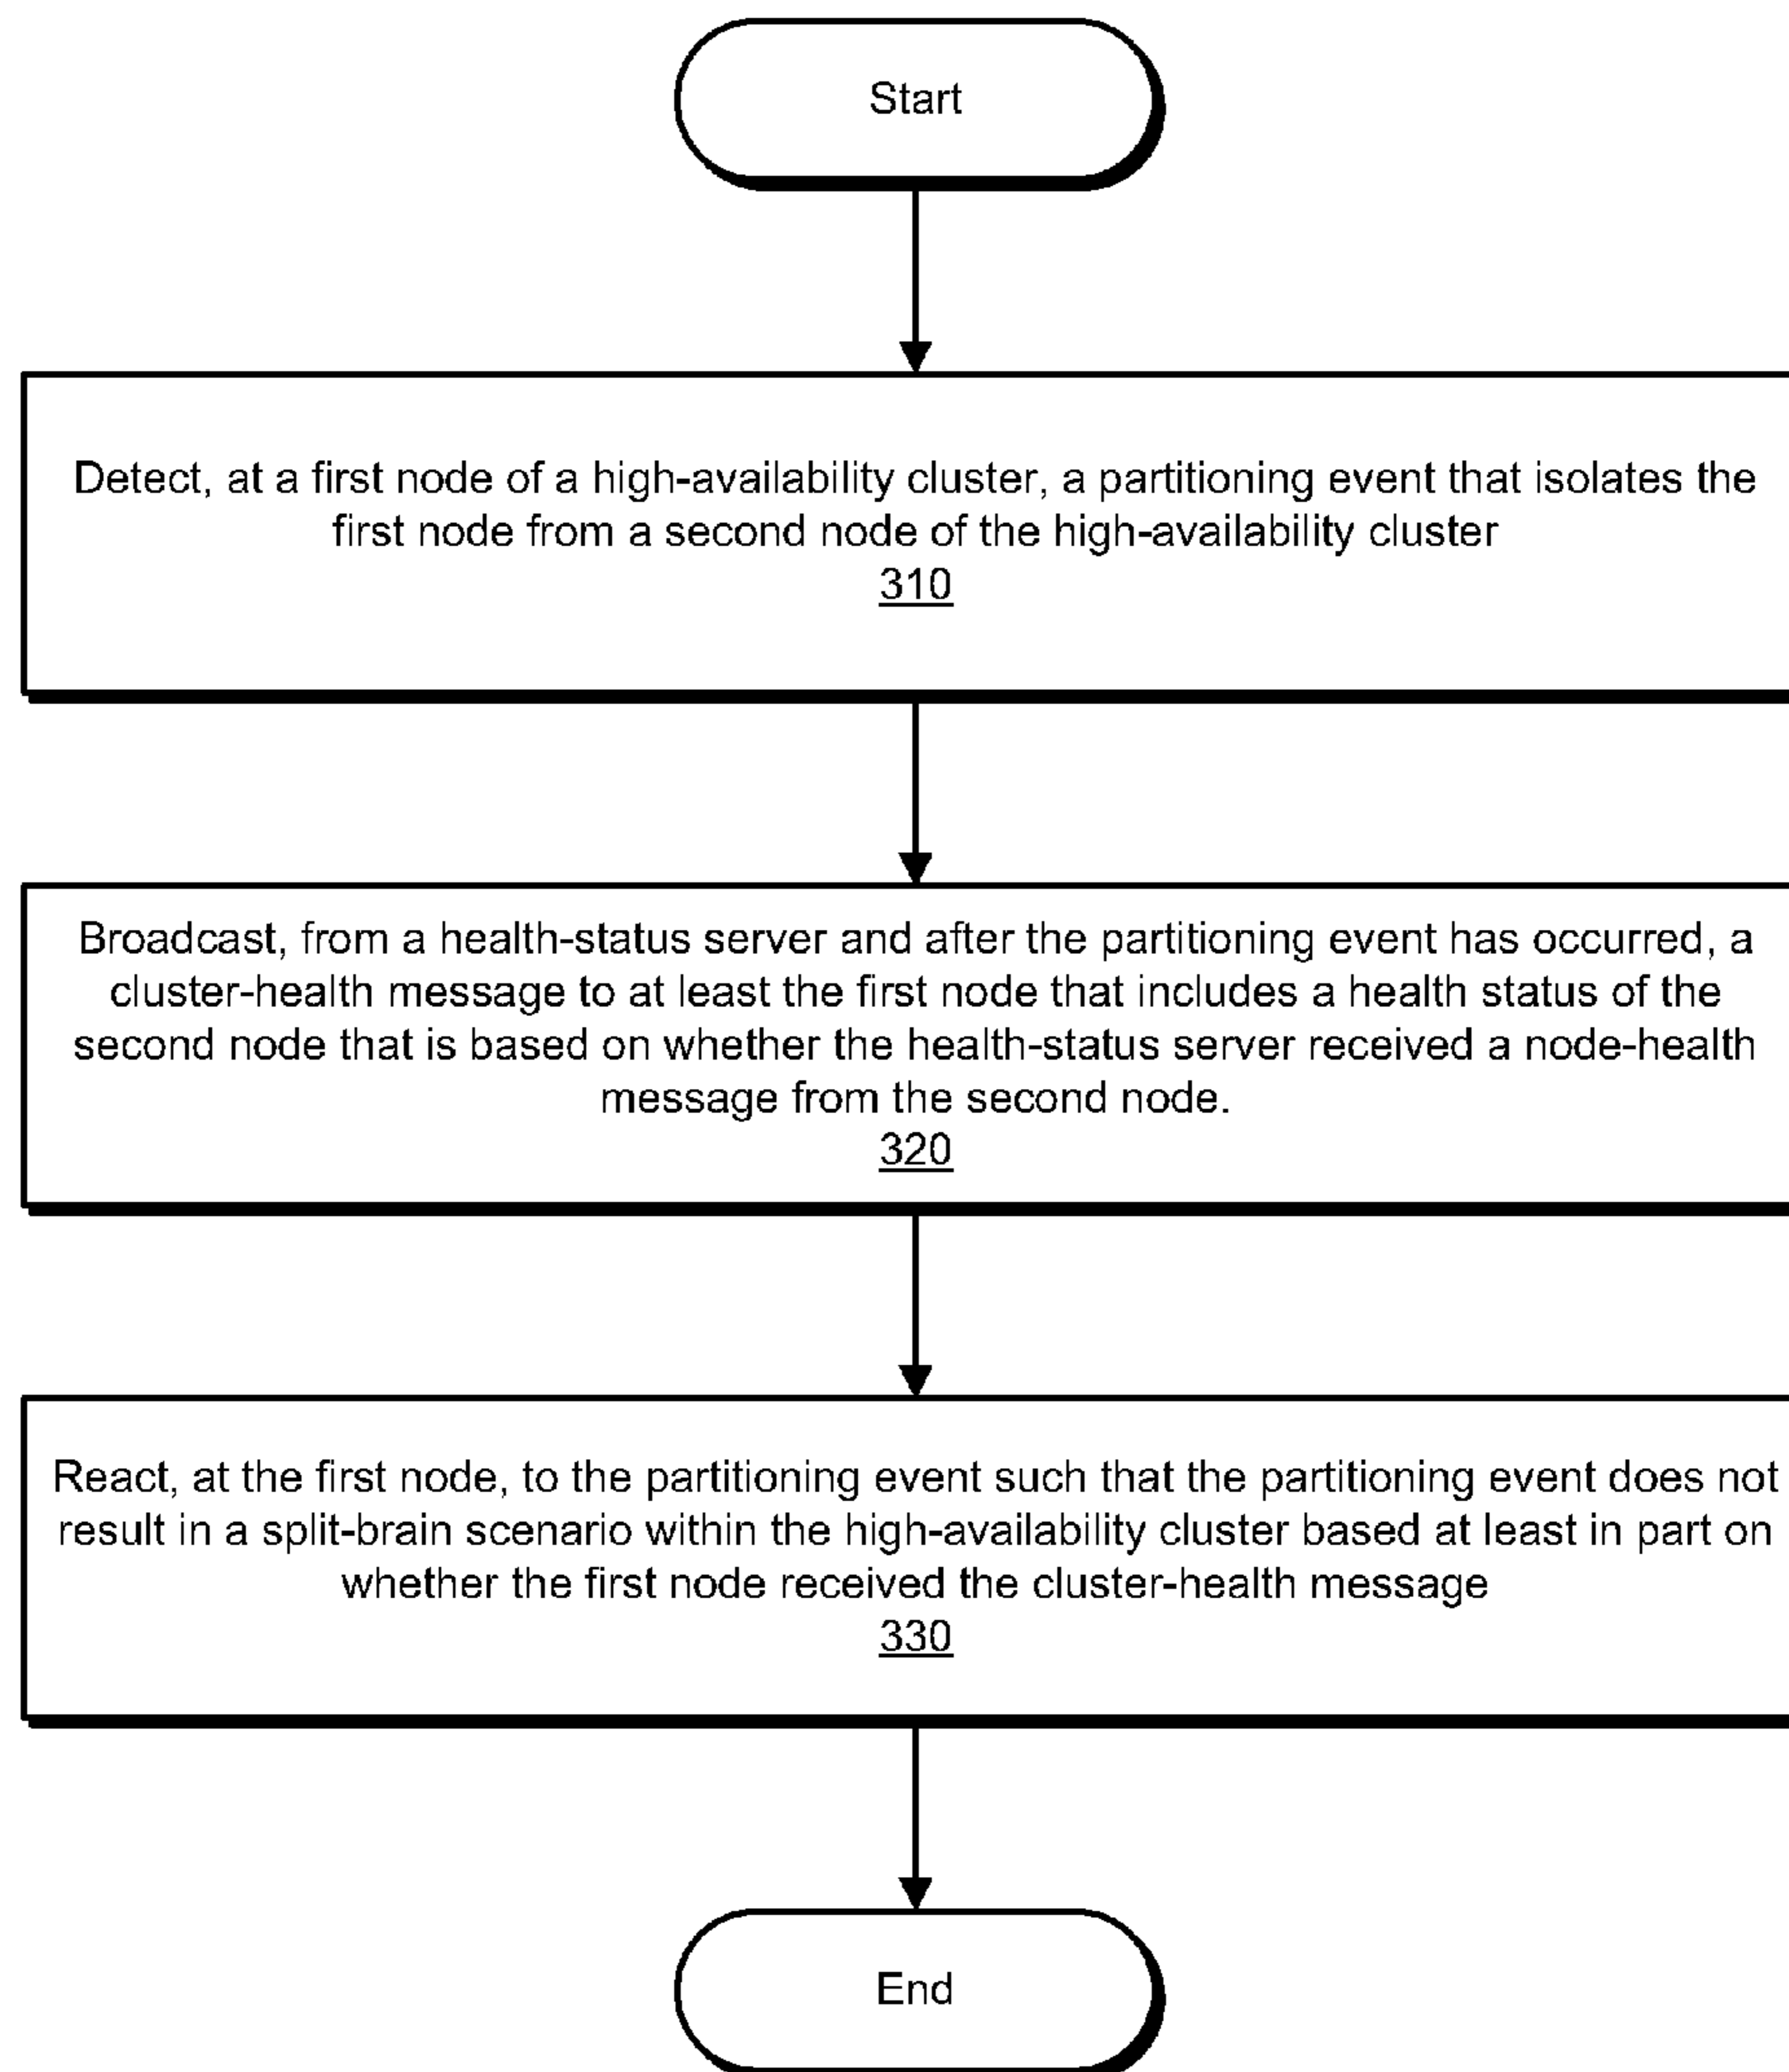 Start
Detect, at a first node of a high-availability cluster, a partitioning event that isolates the
first node from a second node of the high-availability cluster
310
Broadcast, from a health-status server and after the partitioning event has occurred, a
cluster-health message to at least the first node that includes a health status of the
second node that is based on whether the health-status server received a node-health
message from the second node.
320
React, at the first node, to the partitioning event such that the partitioning event does not
result in a split-brain scenario within the high-availability cluster based at least in part on
whether the first node received the cluster-health message
330
End